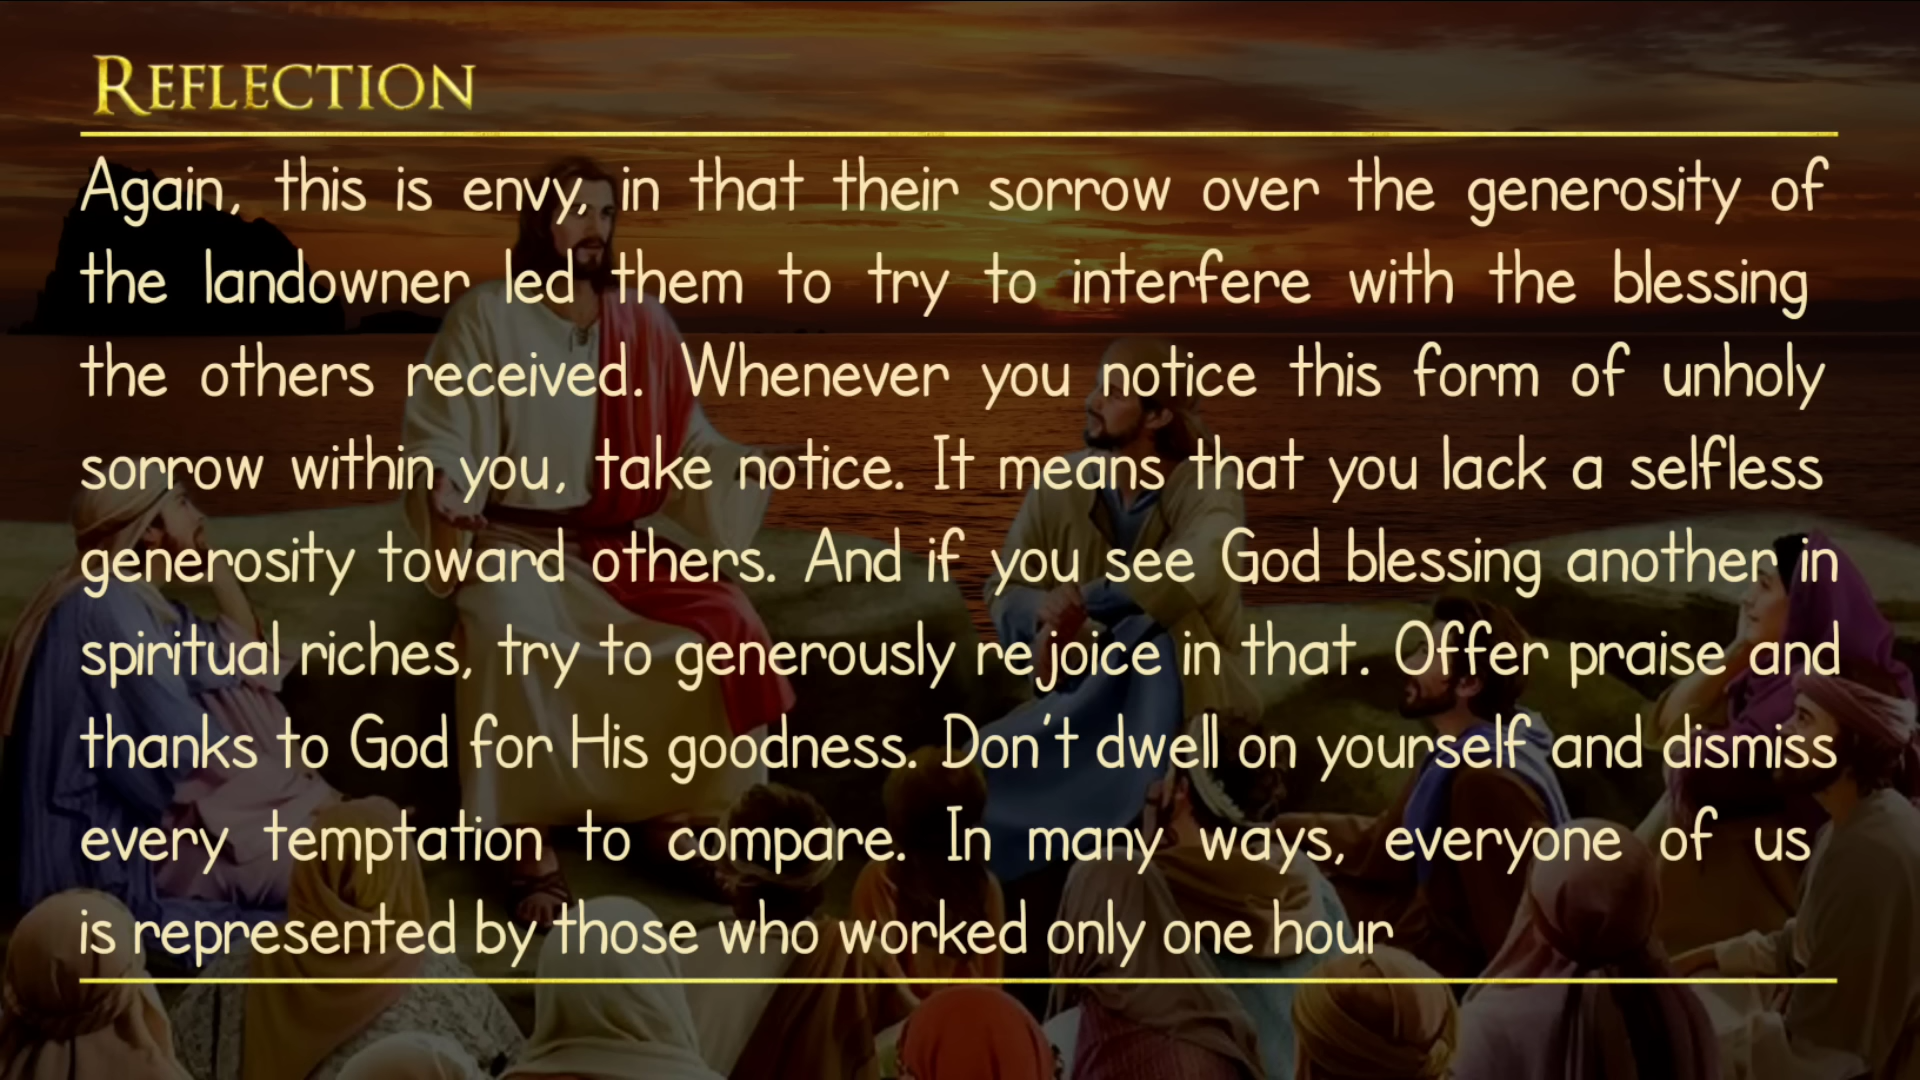 Reflection
Again, this is envy, in that their sorrow over the generosity of
the landowner led them to try to interfere with the blessing
the others received. Whenever you notice this form of unholy
sorrow within you, take notice. It means that you lack a selfless
generosity toward others. And if you see God blessing another in
spiritual riches, try to generously rejoice in that. Offer praise and
thanks to God for His goodness. Don't dwell on yourself and dismiss
every temptation to compare. In many ways, everyone of us
is represented by those who worked only one hour